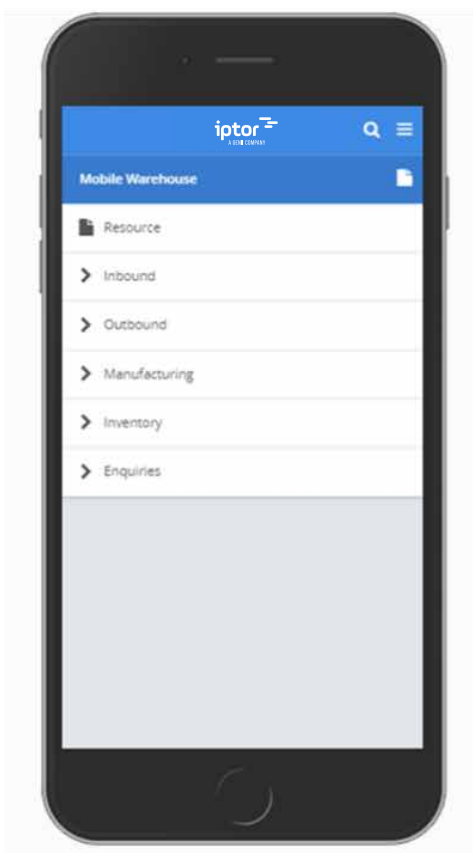 iptor
Mobile Warehouse
Resource
Inbound
Outbound
Manufacturing
Inventory
Enquiries